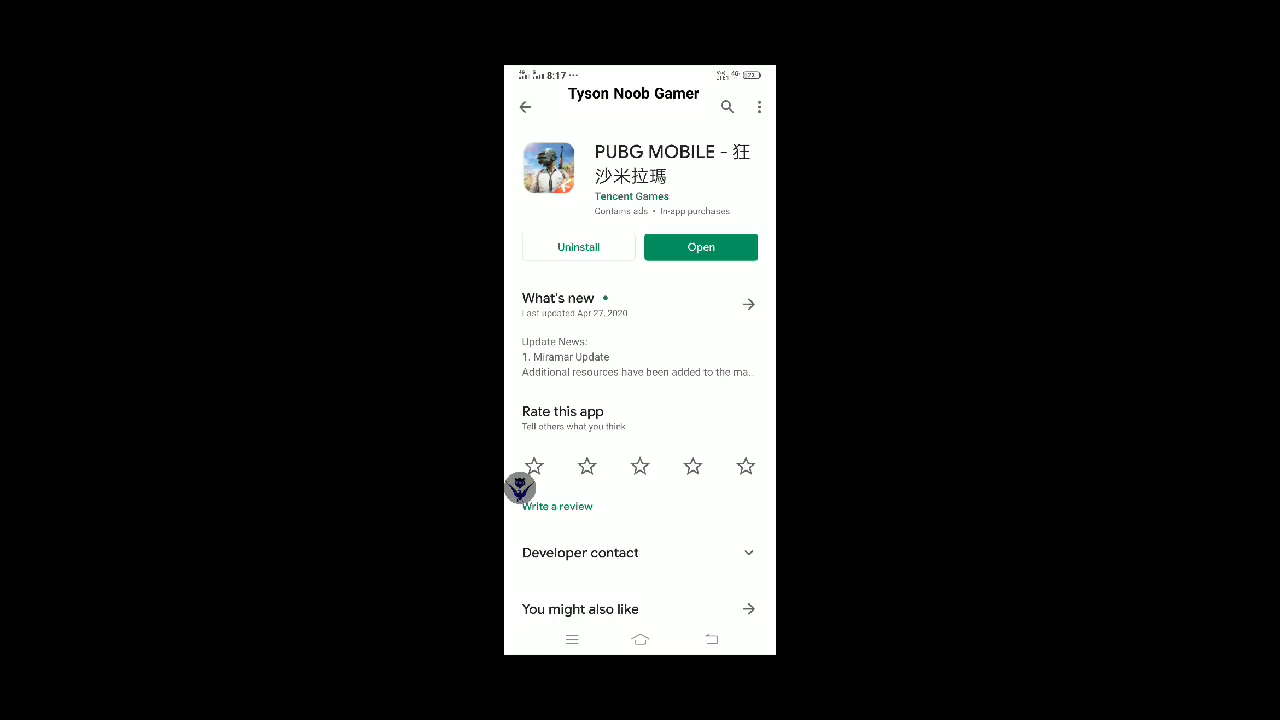 8:17 ...
Tyson Noob Gamer
PUBG MOBILE - 狂
沙米拉瑪
Tencent Games
Contains ads • In-app purchases
Uninstall
Open
What's new
Last updated Apr 27, 2020
Update News:
1. Miramar Update
Additional resources have been added to the ma...
Rate this app
Tell others what you think
Write a review
Developer contact
You might also like